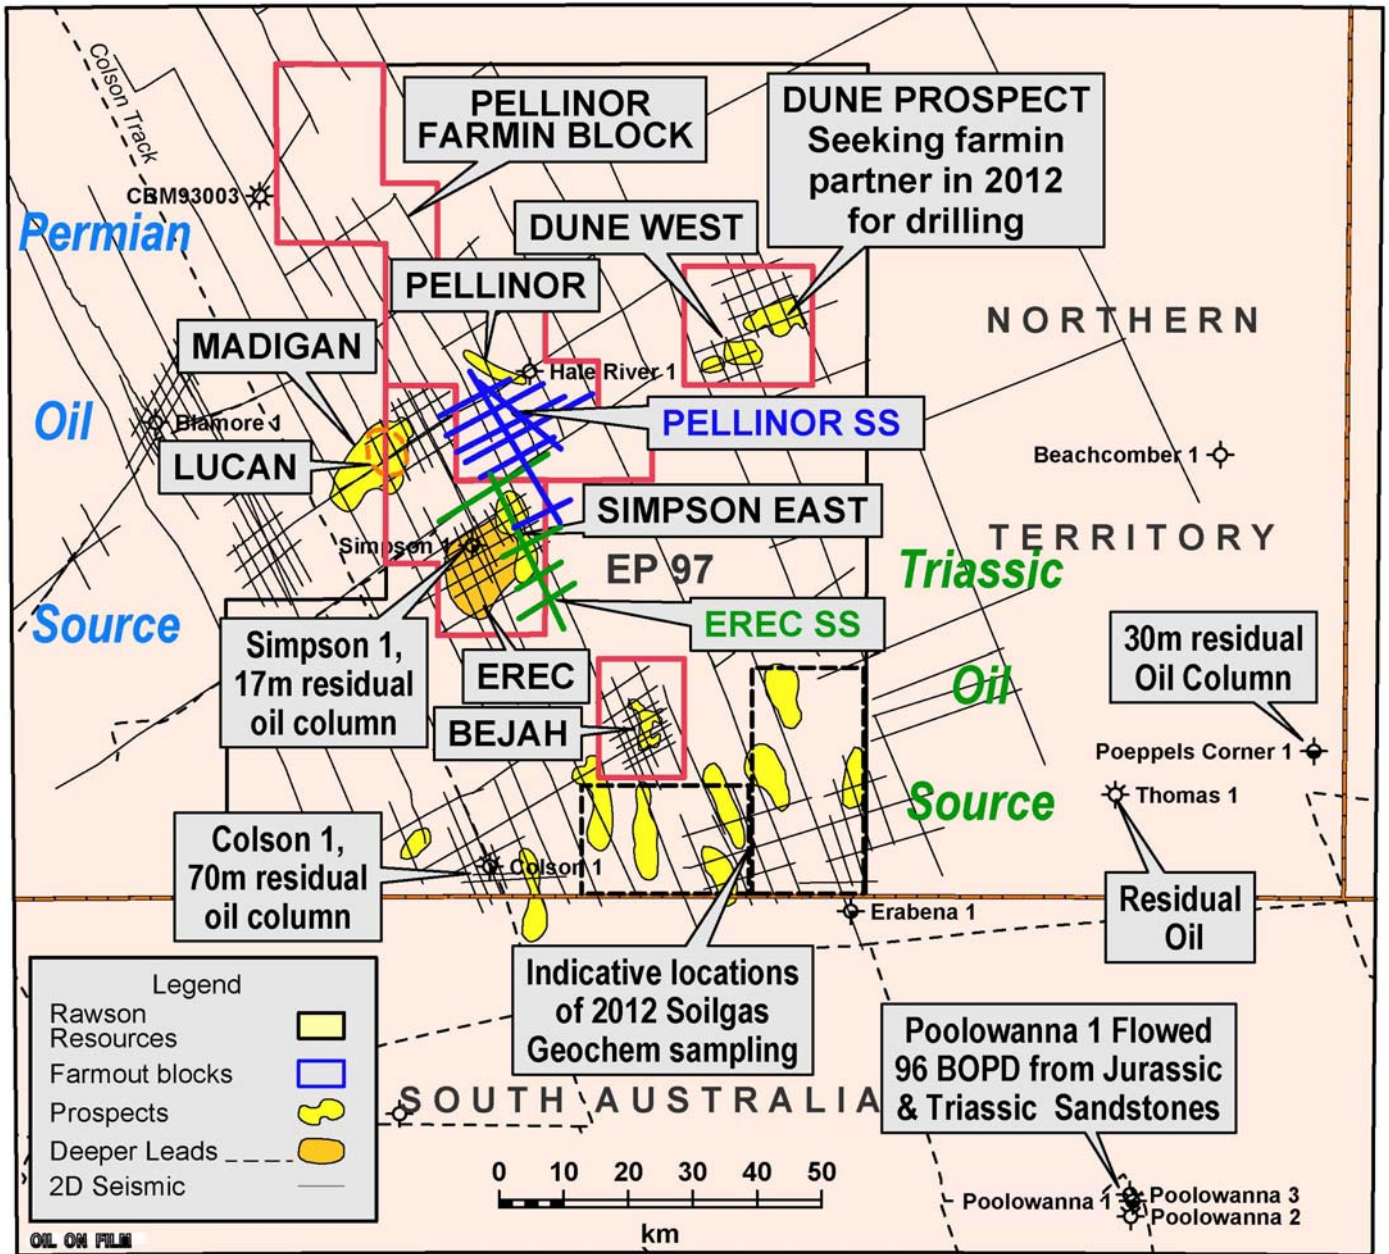 Colson Track
PELLINOR
FARMIN BLOCK
DUNE PROSPECT
Seeking farmin
partner in 2012
for drilling
CBM93003
Permian
DUNE WEST
PELLINOR
NORTHERN
MADIGAN
Hale River 1
Oil
Blamore 1
PELLINOR SS
LUCAN
Beachcomber 1
SIMPSON EAST
Simpson 1
TERRITORY
EP 97
Triassic
Source
EREC SS
Simpson 1,
17m residual
oil column
EREC
30m residual
Oil Column
Oil
BEJAH
Poeppels Corner 1
Source
Thomas 1
Colson 1,
70m residual
oil column
Colson 1
Erabena 1
Residual
Oil
Indicative locations
of 2012 Soilgas
Geochem sampling
Legend
Rawson
Resources
Farmout blocks
Prospects
Deeper Leads
2D Seismic
Poolowanna 1 Flowed
96 BOPD from Jurassic
& Triassic Sandstones
SOUTH AUSTRALIA
0 10 20 30 40 50
km
Poolowanna 1
Poolowanna 3
Poolowanna 2
OIL ON FILM